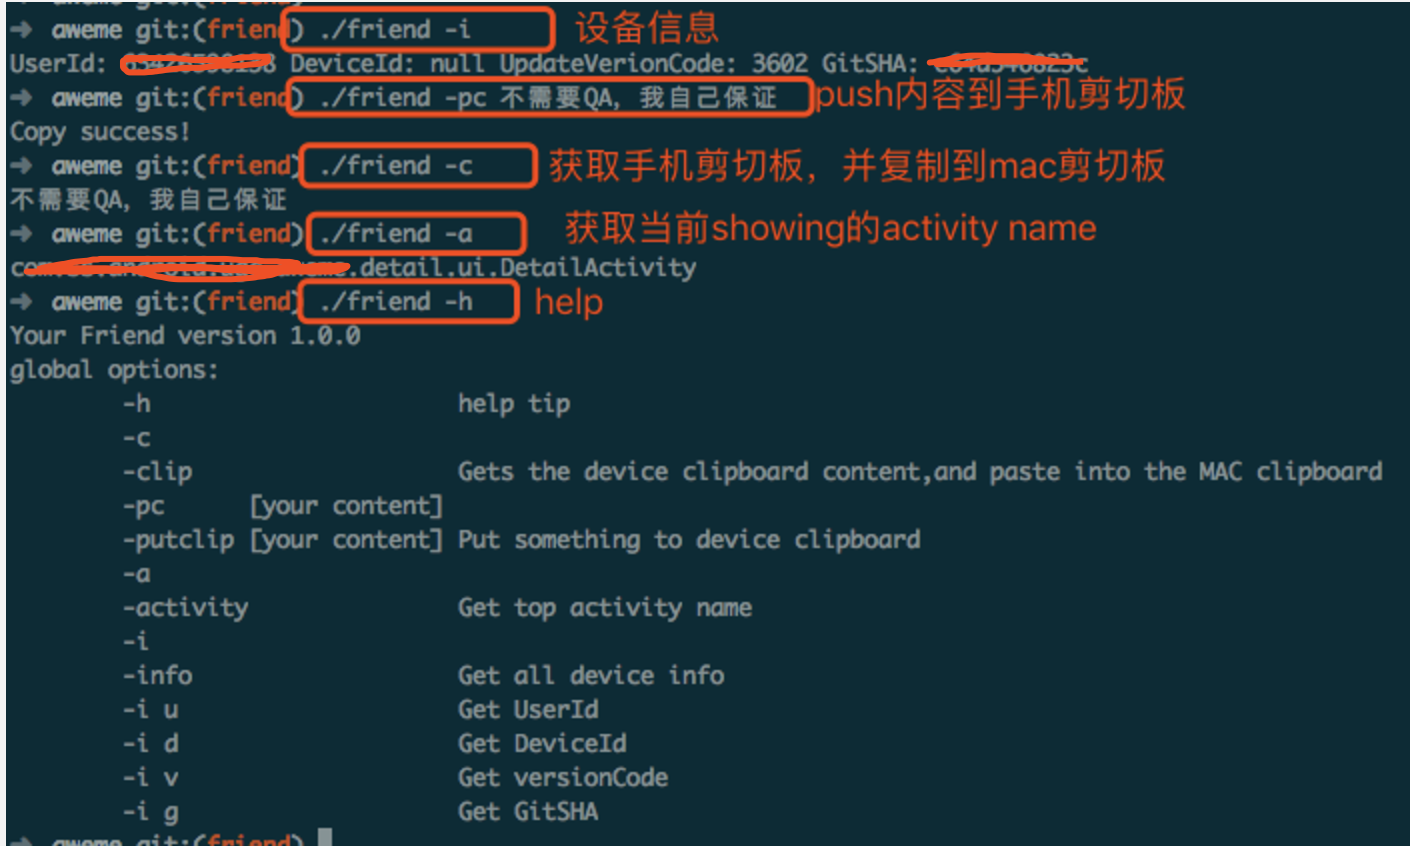 ➜ aweme git:(friend) ./friend -i 设备信息
UserId: DeviceId: null UpdateVerionCode: 3602 GitSHA:
➜ aweme git:(friend) ./friend -pc 不需要QA, 我自己保证 push内容到手机剪切板
Copy success!
➜ aweme git:(friend) ./friend -c 获取手机剪切板，并复制到mac剪切板
不需要QA, 我自己保证
➜ aweme git:(friend) ./friend -a 获取当前showing的activity name
.detail.ui.DetailActivity
➜ aweme git:(friend) ./friend -h help
Your Friend version 1.0.0
global options:
-h help tip
-c
-clip Gets the device clipboard content,and paste into the MAC clipboard
-pc [your content]
-putclip [your content] Put something to device clipboard
-a
-activity Get top activity name
-i
-info Get all device info
-i u Get UserId
-i d Get DeviceId
-i v Get versionCode
-i g Get GitSHA
➜ aweme git:(friend)